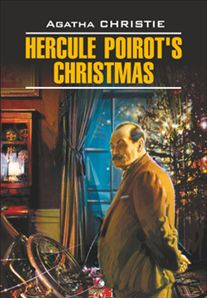 AGATHA CHRISTIE
HERCULE POIROT'S
CHRISTMAS